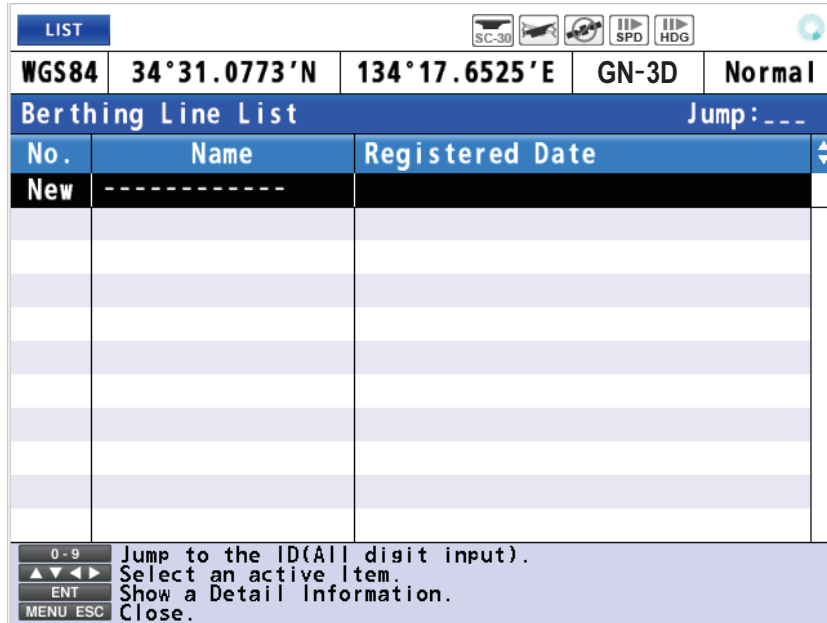 LIST SC-30 SPD HDG
WGS84 34°31.0773'N 134°17.6525'E GN-3D Normal
Berthing Line List Jump:___
No. Name Registered Date
New ------------
0-9 Jump to the ID(All digit input).
▲▼◀▶ Select an active Item.
ENT Show a Detail Information.
MENU ESC Close.